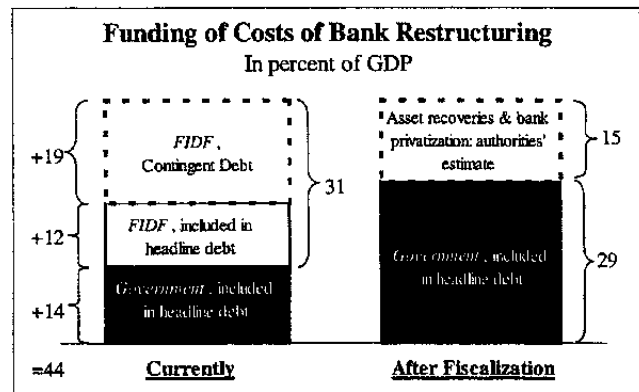 Funding of Costs of Bank Restructuring
In percent of GDP
+19
FIDF,
Contingent Debt
31
+12
FIDF, included in
headline debt
+14
Government, included
in headline debt
=44
Currently
Asset recoveries & bank
privatization: authorities'
estimate
15
Government, included
in headline debt
29
After Fiscalization